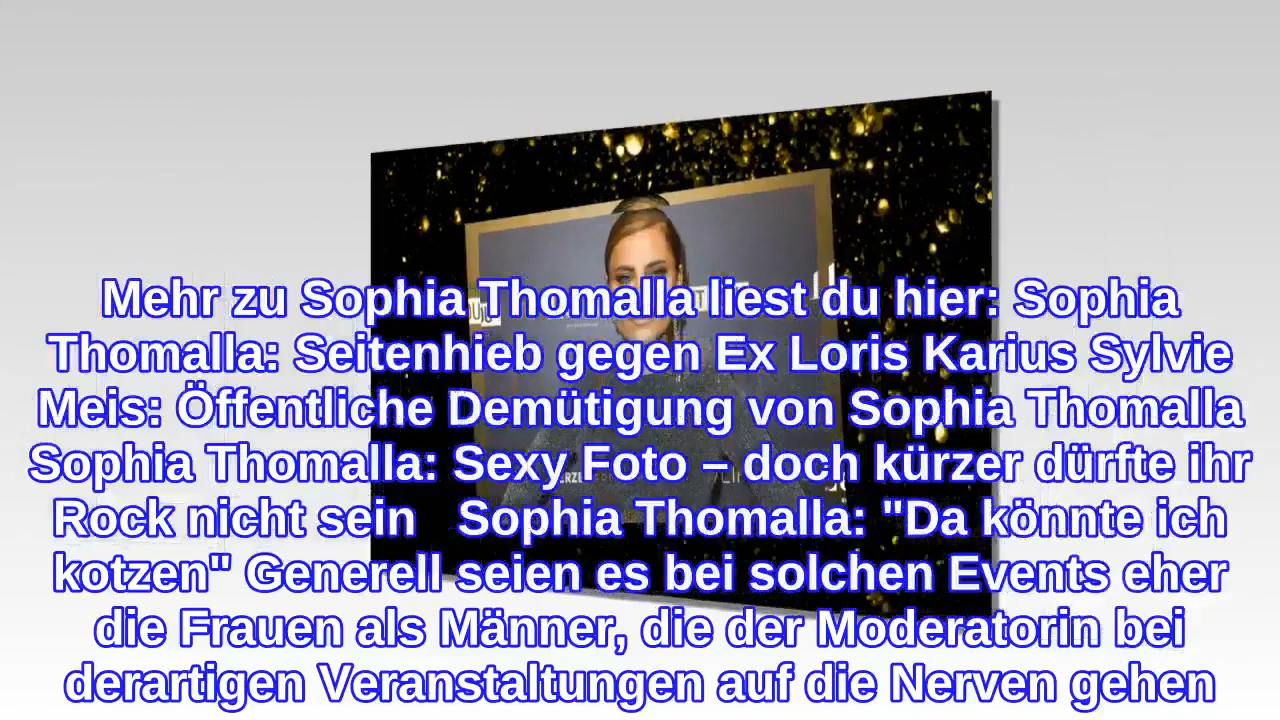 Mehr zu Sophia Thomalla liest du hier: Sophia
Thomalla: Seitenhieb gegen Ex Loris Karius Sylvie
Meis: Öffentliche Demütigung von Sophia Thomalla
Sophia Thomalla: Sexy Foto – doch kürzer dürfte ihr
Rock nicht sein   Sophia Thomalla: "Da könnte ich
kotzen" Generell seien es bei solchen Events eher
die Frauen als Männer, die der Moderatorin bei
derartigen Veranstaltungen auf die Nerven gehen